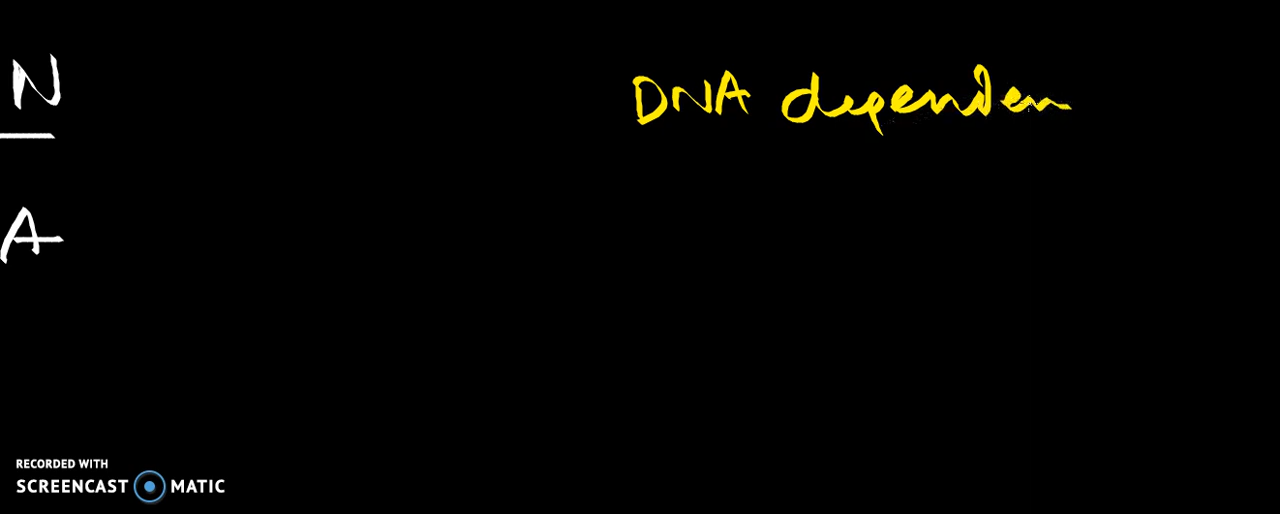 N
DNA dependen
A
RECORDED WITH
SCREENCAST MATIC